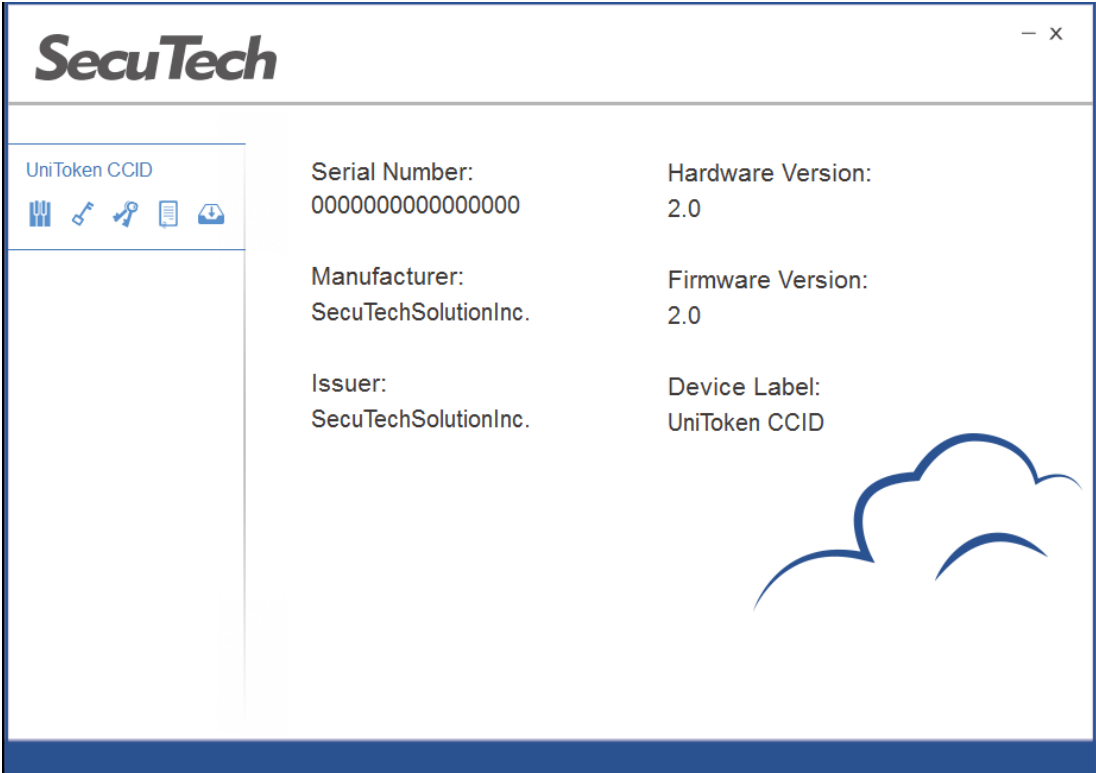 SecuTech
– x
UniToken CCID
Serial Number:
0000000000000000
Hardware Version:
2.0
Manufacturer:
SecuTechSolutionInc.
Firmware Version:
2.0
Issuer:
SecuTechSolutionInc.
Device Label:
UniToken CCID